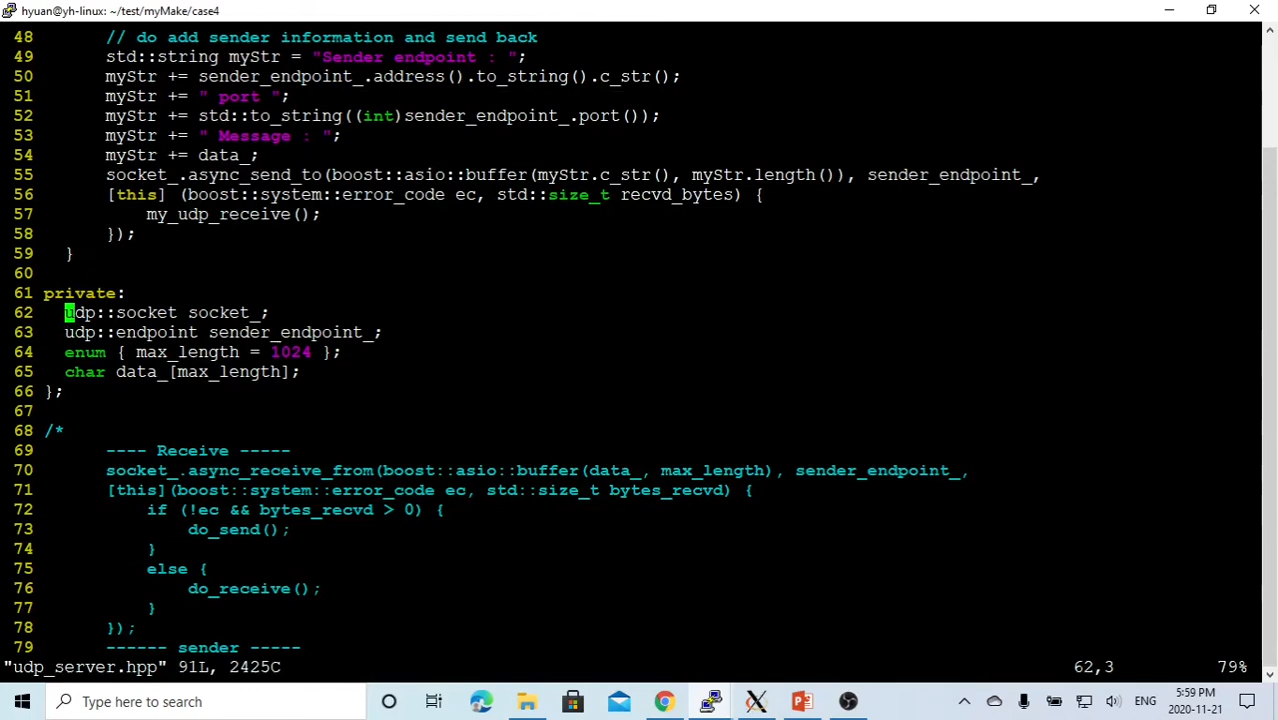 hyuan@yh-linux: ~/test/myMake/case4
48 // do add sender information and send back
49 std::string myStr = "Sender endpoint : ";
50 myStr += sender_endpoint_.address().to_string().c_str();
51 myStr += " port ";
52 myStr += std::to_string((int)sender_endpoint_.port());
53 myStr += " Message : ";
54 myStr += data_;
55 socket_.async_send_to(boost::asio::buffer(myStr.c_str(), myStr.length()), sender_endpoint_,
56 [this] (boost::system::error_code ec, std::size_t recvd_bytes) {
57 my_udp_receive();
58 });
59 }
60
61 private:
62 udp::socket socket_;
63 udp::endpoint sender_endpoint_;
64 enum { max_length = 1024 };
65 char data_[max_length];
66 };
67
68 /*
69 ---- Receive -----
70 socket_.async_receive_from(boost::asio::buffer(data_, max_length), sender_endpoint_,
71 [this](boost::system::error_code ec, std::size_t bytes_recvd) {
72 if (!ec && bytes_recvd > 0) {
73 do_send();
74 }
75 else {
76 do_receive();
77 }
78 });
79 ------ sender -----
"udp_server.hpp" 91L, 2425C 62,3 79%
Type here to search
ENG
5:59 PM
2020-11-21